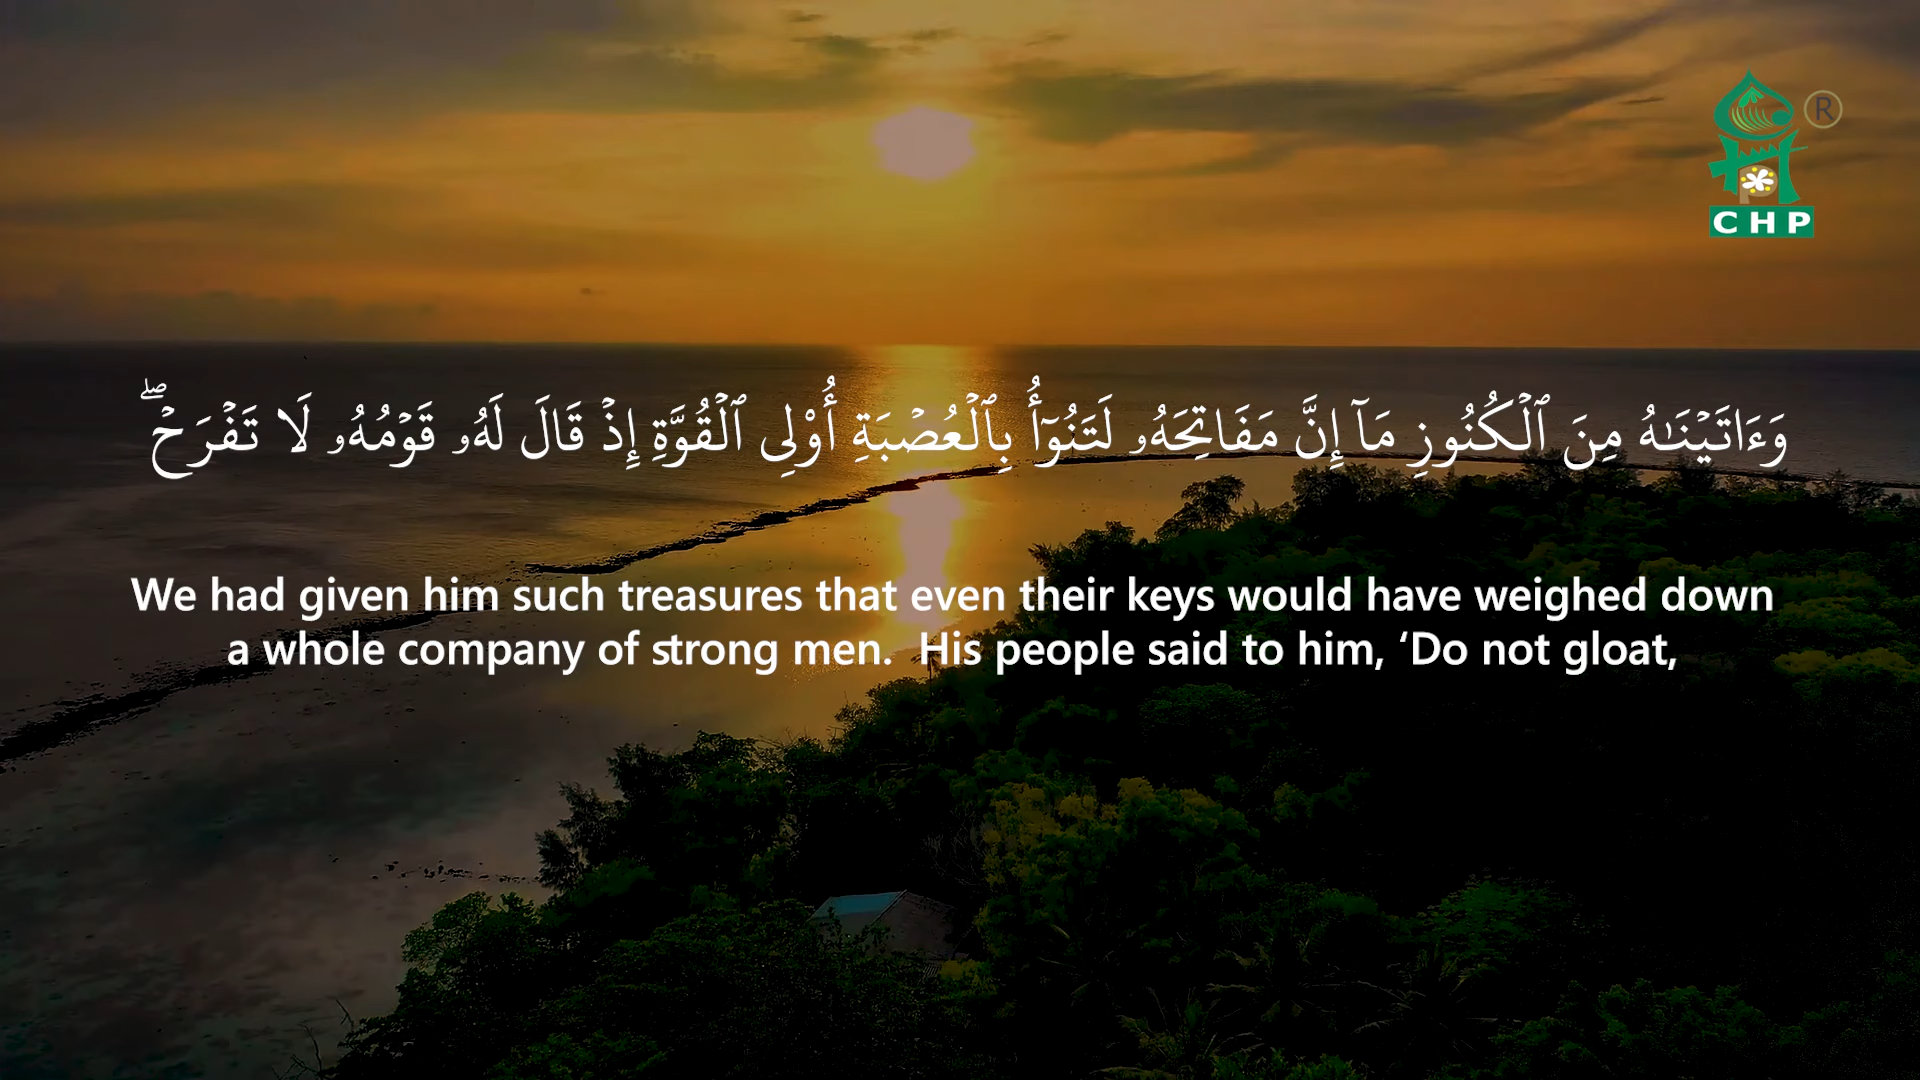 CHP
®
وَءَاتَيْنَٰهُ مِنَ ٱلْكُنُوزِ مَآ إِنَّ مَفَاتِحَهُۥ لَتَنُوٓأُ بِٱلْعُصْبَةِ أُو۟لِى ٱلْقُوَّةِ إِذْ قَالَ لَهُۥ قَوْمُهُۥ لَا تَفْرَحْ ۖ
We had given him such treasures that even their keys would have weighed down
a whole company of strong men.  His people said to him, ‘Do not gloat,